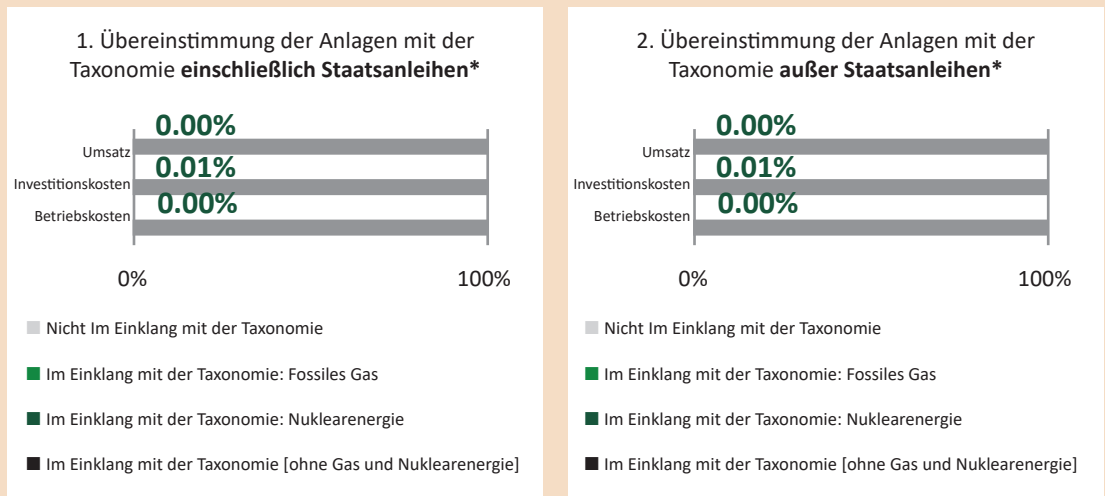 1. Übereinstimmung der Anlagen mit der
Taxonomie einschließlich Staatsanleihen*
0.00%
Umsatz
0.01%
Investitionskosten
0.00%
Betriebskosten
0%
100%
Nicht Im Einklang mit der Taxonomie
Im Einklang mit der Taxonomie: Fossiles Gas
Im Einklang mit der Taxonomie: Nuklearenergie
Im Einklang mit der Taxonomie [ohne Gas und Nuklearenergie]
2. Übereinstimmung der Anlagen mit der
Taxonomie außer Staatsanleihen*
0.00%
Umsatz
0.01%
Investitionskosten
0.00%
Betriebskosten
0%
100%
Nicht Im Einklang mit der Taxonomie
Im Einklang mit der Taxonomie: Fossiles Gas
Im Einklang mit der Taxonomie: Nuklearenergie
Im Einklang mit der Taxonomie [ohne Gas und Nuklearenergie]